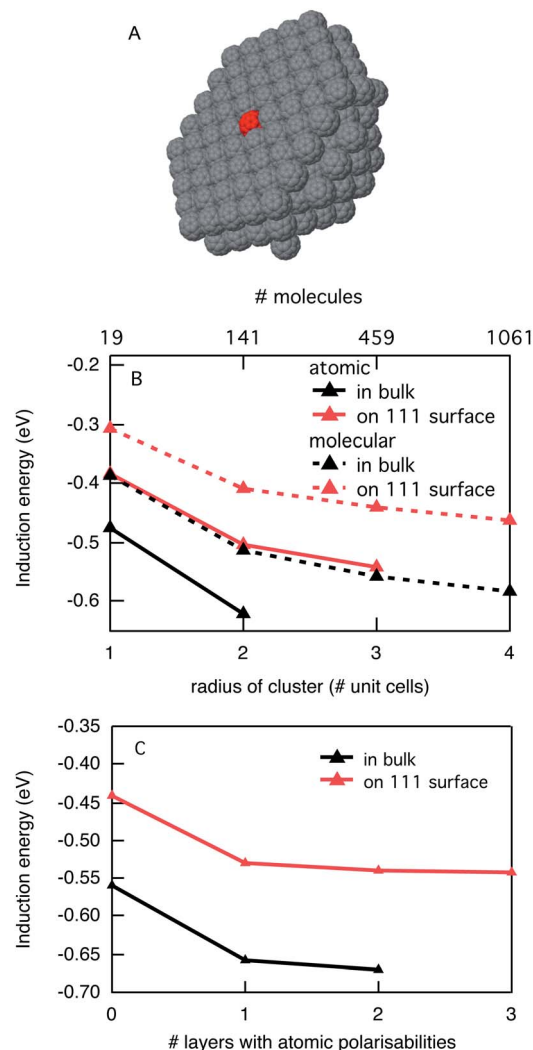 A
# molecules
19 141 459 1061
-0.2
-0.3
-0.4
-0.5
-0.6
Induction energy (eV)
B
atomic
in bulk
on 111 surface
molecular
in bulk
on 111 surface
1 2 3 4
radius of cluster (# unit cells)
-0.35
-0.40
-0.45
-0.50
-0.55
-0.60
-0.65
-0.70
Induction energy (eV)
C
in bulk
on 111 surface
0 1 2 3
# layers with atomic polarisabilities